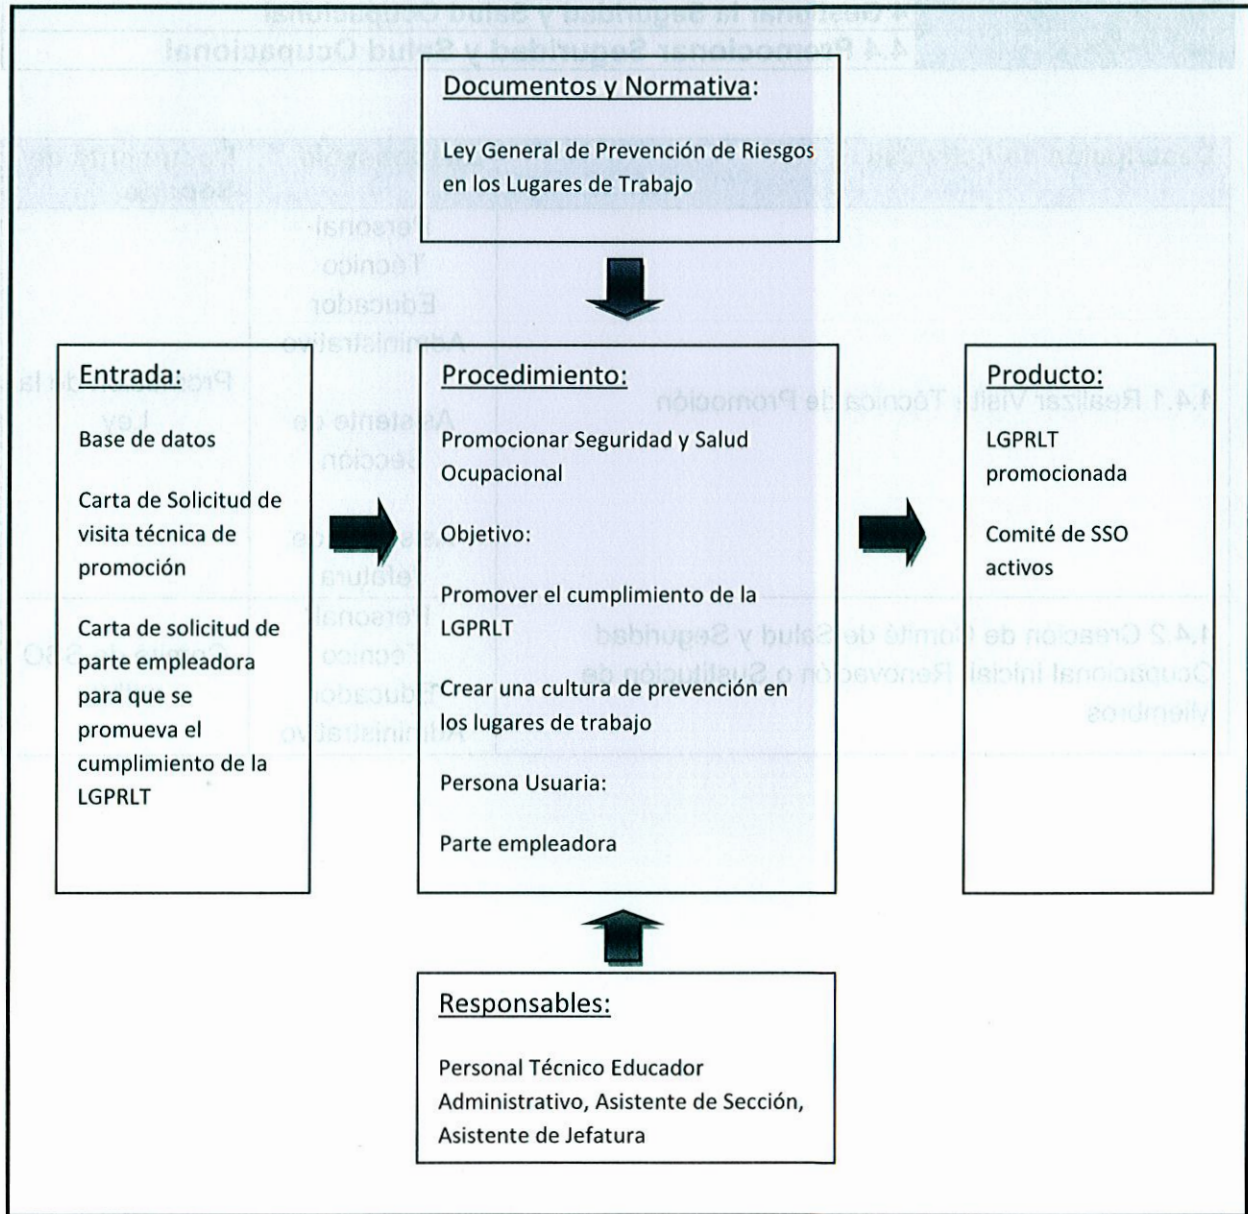 Documentos y Normativa:
Ley General de Prevención de Riesgos
en los Lugares de Trabajo
Entrada:
Base de datos
Carta de Solicitud de
visita técnica de
promoción
Carta de solicitud de
parte empleadora
para que se
promueva el
cumplimiento de la
LGPRLT
Procedimiento:
Promocionar Seguridad y Salud
Ocupacional
Objetivo:
Promover el cumplimiento de la
LGPRLT
Crear una cultura de prevención en
los lugares de trabajo
Persona Usuaria:
Parte empleadora
Producto:
LGPRLT
promocionada
Comité de SSO
activos
Responsables:
Personal Técnico Educador
Administrativo, Asistente de Sección,
Asistente de Jefatura